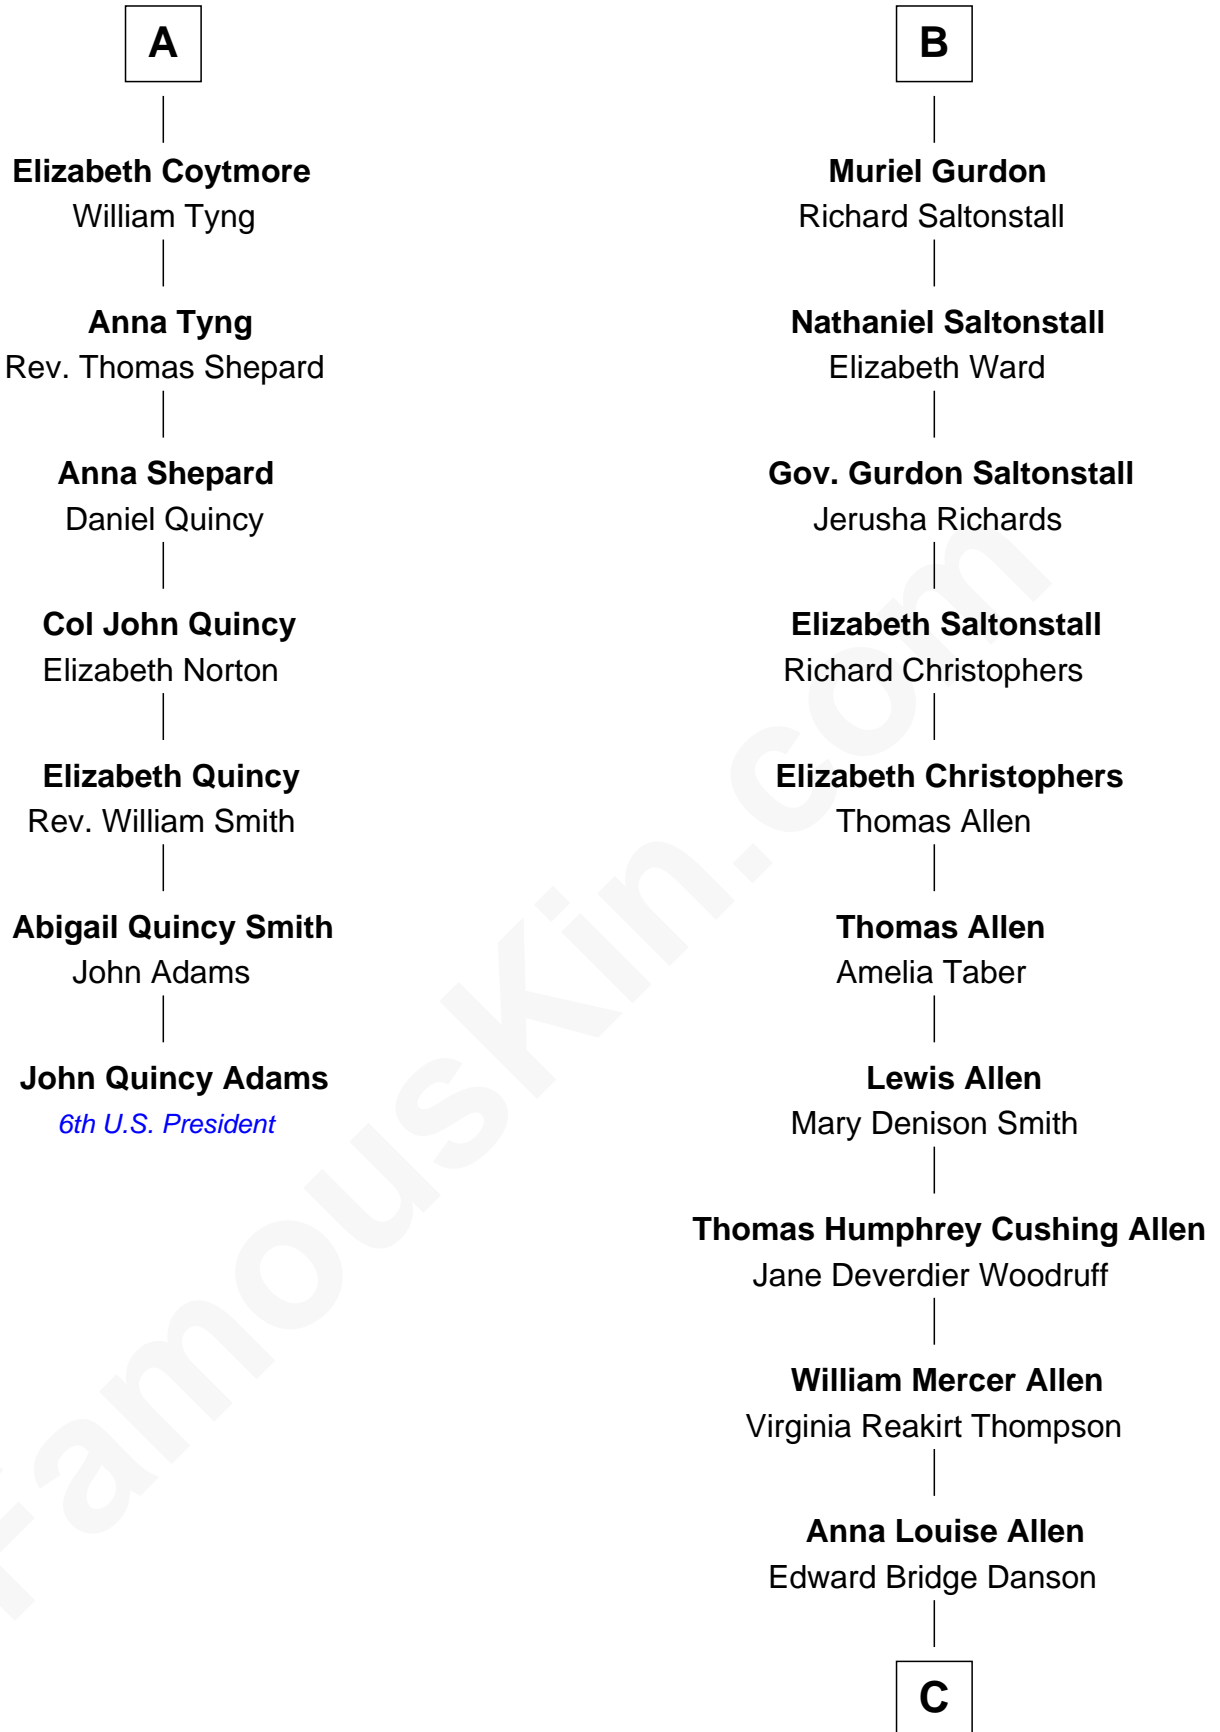 A
Elizabeth Coytmore
William Tyng
Anna Tyng
Rev. Thomas Shepard
Anna Shepard
Daniel Quincy
Col John Quincy
Elizabeth Norton
Elizabeth Quincy
Rev. William Smith
Abigail Quincy Smith
John Adams
John Quincy Adams
6th U.S. President
B
Muriel Gurdon
Richard Saltonstall
Nathaniel Saltonstall
Elizabeth Ward
Gov. Gurdon Saltonstall
Jerusha Richards
Elizabeth Saltonstall
Richard Christophers
Elizabeth Christophers
Thomas Allen
Thomas Allen
Amelia Taber
Lewis Allen
Mary Denison Smith
Thomas Humphrey Cushing Allen
Jane Deverdier Woodruff
William Mercer Allen
Virginia Reakirt Thompson
Anna Louise Allen
Edward Bridge Danson
C
FamousKin.com